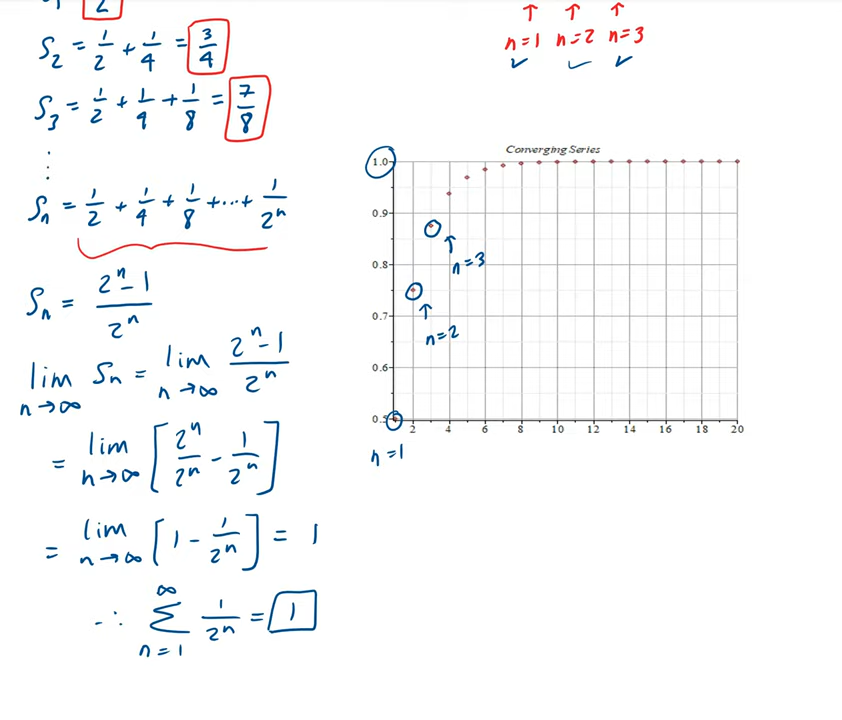 2
n=1 n=2 n=3
S₂ = 1/2 + 1/4 = 3/4
S₃ = 1/2 + 1/4 + 1/8 = 7/8
⋮
Sₙ = 1/2 + 1/4 + 1/8 + ... + 1/2ⁿ
Sₙ = (2ⁿ - 1)/2ⁿ
lim n→∞ Sₙ = lim n→∞ (2ⁿ - 1)/2ⁿ
= lim n→∞ [2ⁿ/2ⁿ - 1/2ⁿ]
= lim n→∞ [1 - 1/2ⁿ] = 1
∴ ∞ Σ n=1 1/2ⁿ = 1
Converging Series
1.0
0.9
0.8
0.7
0.6
0.5
2 4 6 8 10 12 14 16 18 20
n=3
n=2
n=1